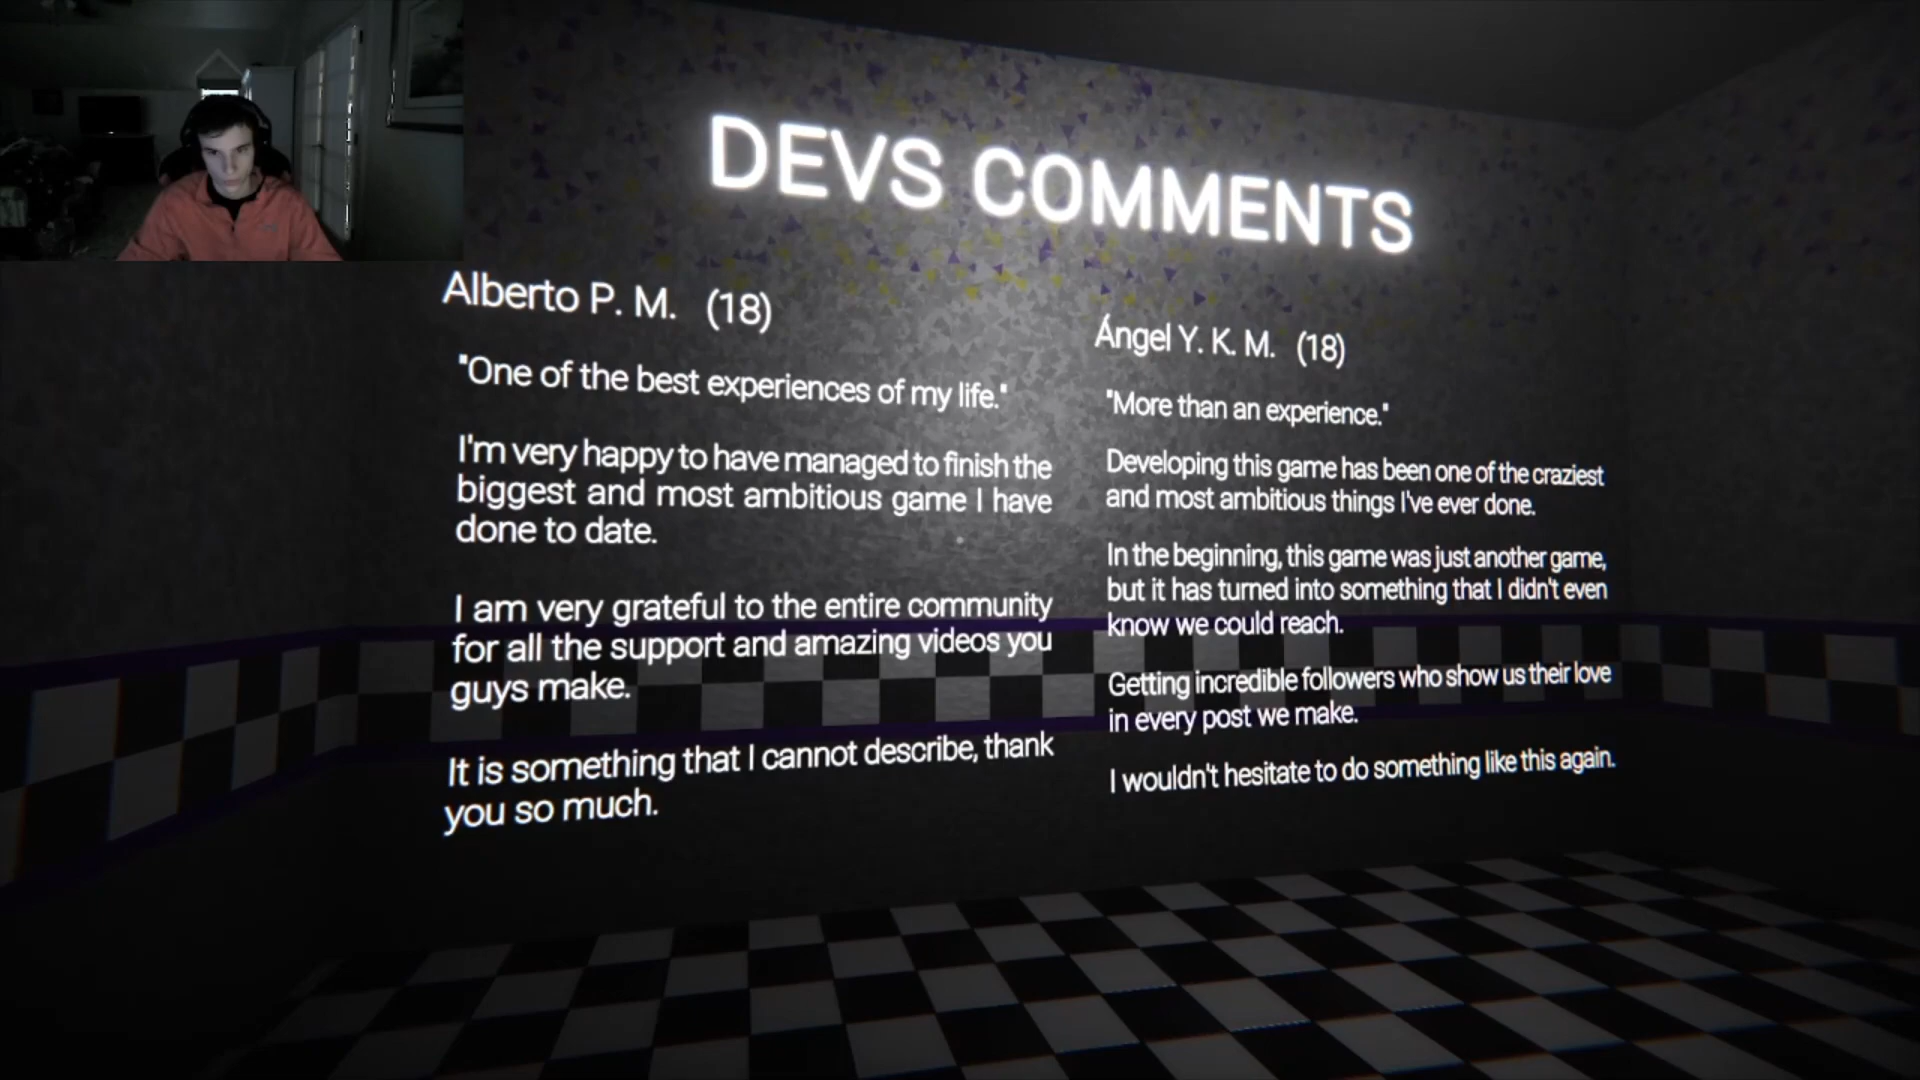 DEVS COMMENTS
Alberto P. M. (18)
"One of the best experiences of my life."
I'm very happy to have managed to finish the
biggest and most ambitious game I have
done to date.
I am very grateful to the entire community
for all the support and amazing videos you
guys make.
It is something that I cannot describe, thank
you so much.
Ángel Y. K. M. (18)
"More than an experience."
Developing this game has been one of the craziest
and most ambitious things I've ever done.
In the beginning, this game was just another game,
but it has turned into something that I didn't even
know we could reach.
Getting incredible followers who show us their love
in every post we make.
I wouldn't hesitate to do something like this again.